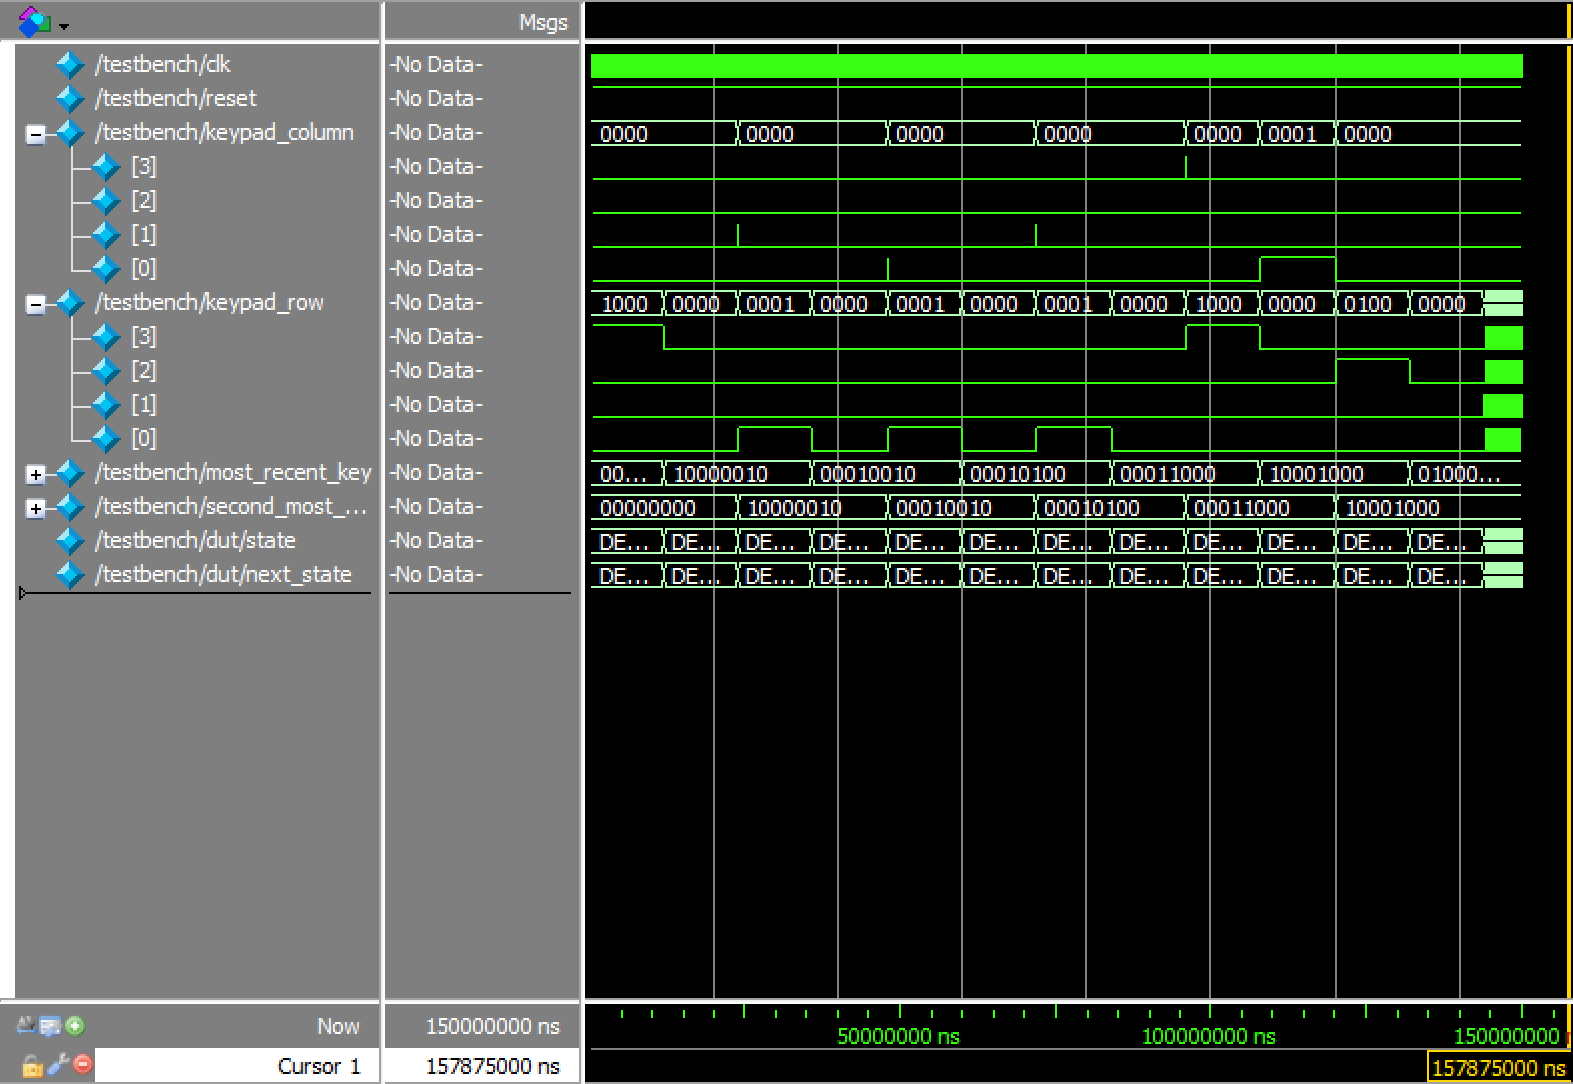 Msgs
/testbench/clk -No Data-
/testbench/reset -No Data-
/testbench/keypad_column -No Data- 0000 0000 0000 0000 0000 0001 0000
[3] -No Data-
[2] -No Data-
[1] -No Data-
[0] -No Data-
/testbench/keypad_row -No Data- 1000 0000 0001 0000 0001 0000 0001 0000 1000 0000 0100 0000
[3] -No Data-
[2] -No Data-
[1] -No Data-
[0] -No Data-
/testbench/most_recent_key -No Data- 00... 10000010 00010010 00010100 00011000 10001000 01000...
/testbench/second_most_... -No Data- 00000000 10000010 00010010 00010100 00011000 10001000
/testbench/dut/state -No Data- DE... DE... DE... DE... DE... DE... DE... DE... DE... DE... DE... DE...
/testbench/dut/next_state -No Data- DE... DE... DE... DE... DE... DE... DE... DE... DE... DE... DE... DE...
Now 150000000 ns 50000000 ns 100000000 ns 150000000
Cursor 1 157875000 ns 157875000 ns